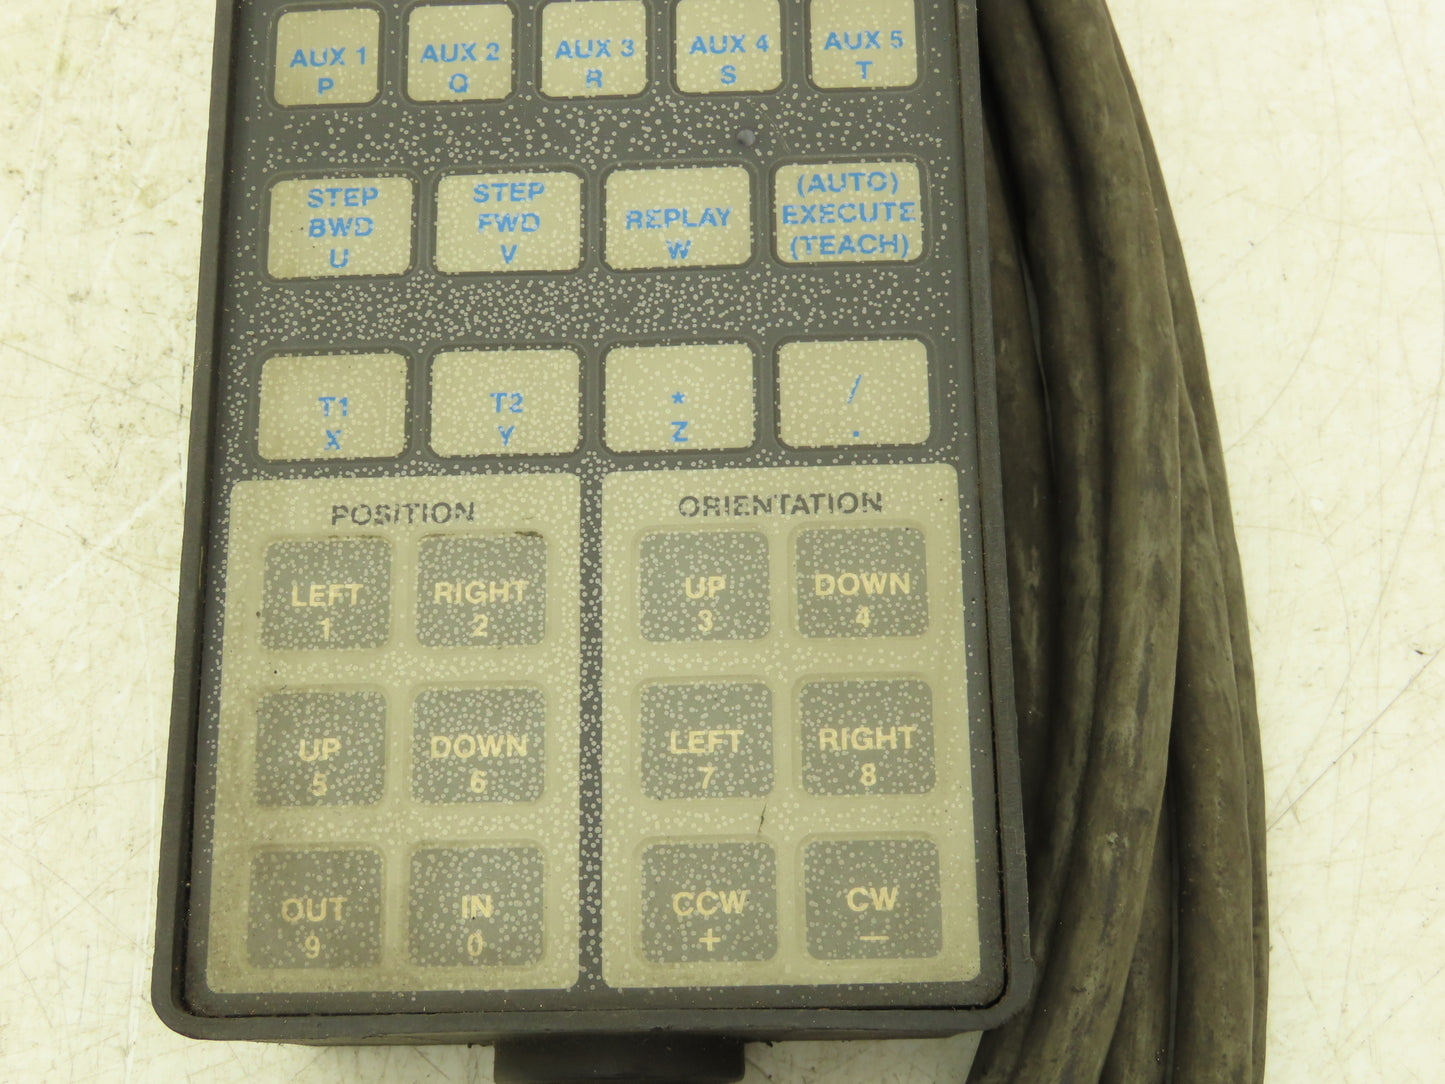 AUX 1 AUX 2 AUX 3 AUX 4 AUX 5
P Q R S T
STEP STEP (AUTO)
BWD FWD REPLAY EXECUTE
U V W (TEACH)
T1 T2 * /
X Y Z .
POSITION ORIENTATION
LEFT RIGHT UP DOWN
1 2 3 4
UP DOWN LEFT RIGHT
5 6 7 8
OUT IN CCW CW
9 0 + —